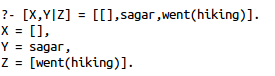 ?- [X,Y|Z] = [[],sagar,went(hiking)].
X = [],
Y = sagar,
Z = [went(hiking)].